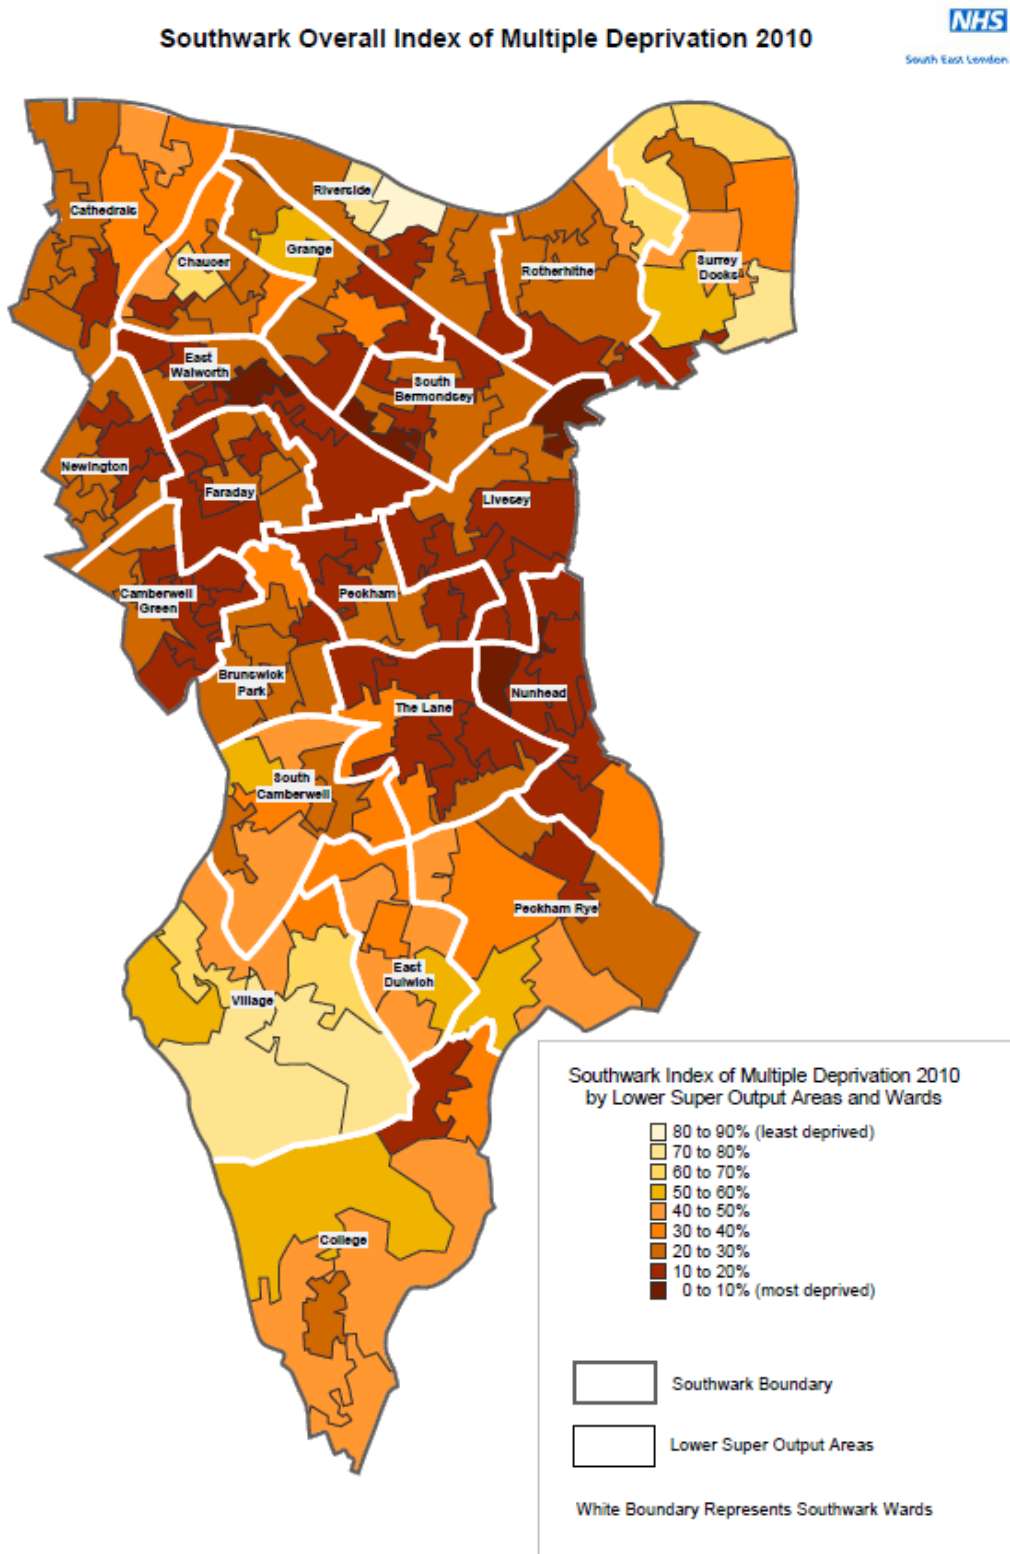 Southwark Overall Index of Multiple Deprivation 2010
NHS
South East London
Riverside
Cathedrals
Grange
Chaucer
Rotherhithe
Surrey
Docks
East
Walworth
South
Bermondsey
Newington
Faraday
Livesey
Camberwell
Green
Peckham
Brunswick
Park
Nunhead
The Lane
South
Camberwell
Peckham Rye
East
Dulwich
Village
College
Southwark Index of Multiple Deprivation 2010
by Lower Super Output Areas and Wards
80 to 90% (least deprived)
70 to 80%
60 to 70%
50 to 60%
40 to 50%
30 to 40%
20 to 30%
10 to 20%
0 to 10% (most deprived)
Southwark Boundary
Lower Super Output Areas
White Boundary Represents Southwark Wards